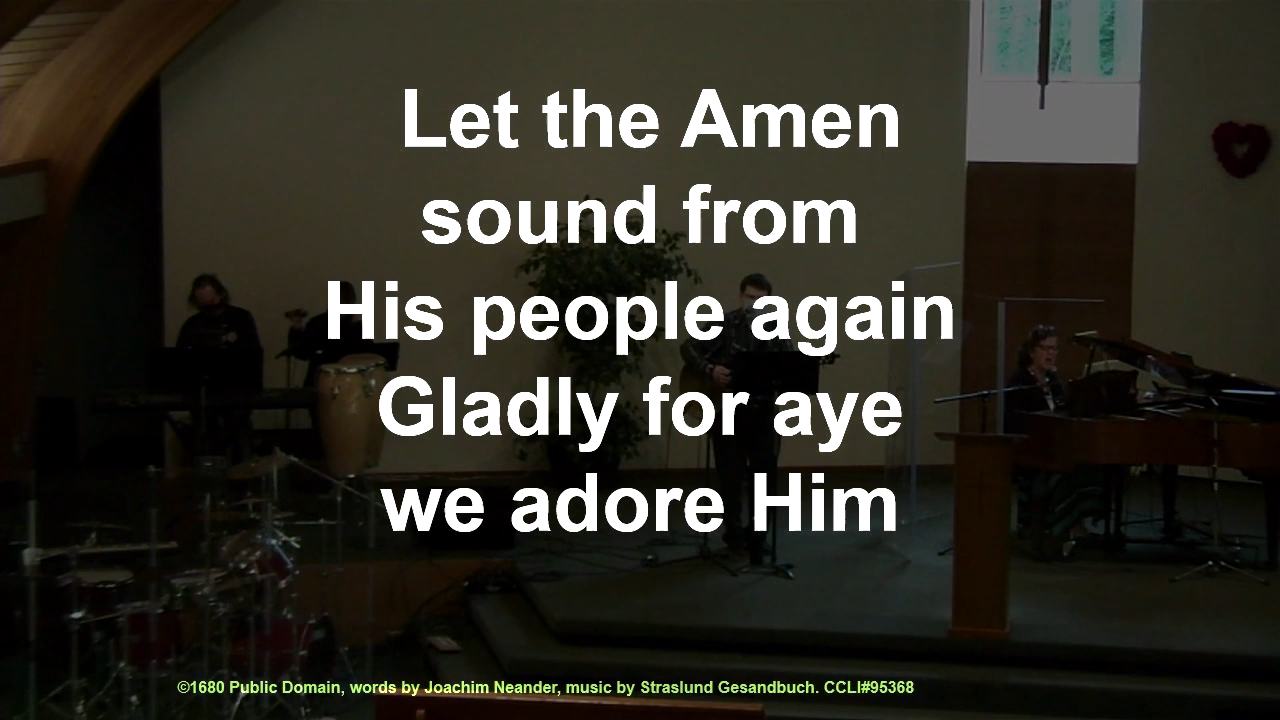 Let the Amen
sound from
His people again
Gladly for aye
we adore Him
©1680 Public Domain, words by Joachim Neander, music by Straslund Gesandbuch. CCLI#95368